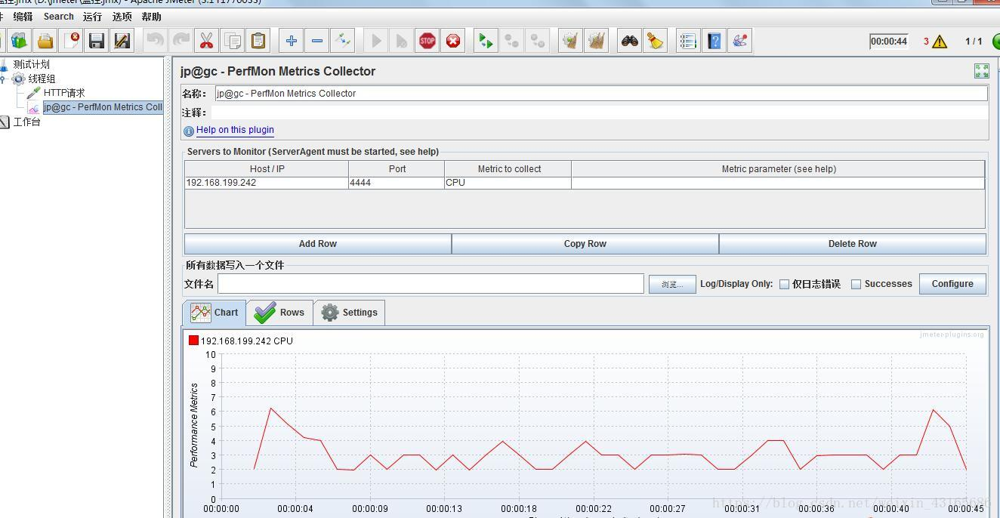 监控.jmx (D:\jmeter\监控.jmx) - Apache JMeter (3.1 r1770033)
编辑 Search 运行 选项 帮助
STOP 00:00:44 3 1 / 1
测试计划
线程组
HTTP请求
jp@gc - PerfMon Metrics Coll
工作台
jp@gc - PerfMon Metrics Collector
名称： jp@gc - PerfMon Metrics Collector
注释：
Help on this plugin
Servers to Monitor (ServerAgent must be started, see help)
Host / IP Port Metric to collect Metric parameter (see help)
192.168.199.242 4444 CPU
Add Row Copy Row Delete Row
所有数据写入一个文件
文件名 浏览... Log/Display Only: 仅日志错误 Successes Configure
Chart Rows Settings
jmeter-plugins.org
192.168.199.242 CPU
10
9
8
7
6
5
4
3
2
1
0
Performance Metrics
00:00:00 00:00:04 00:00:09 00:00:13 00:00:18 00:00:22 00:00:27 00:00:31 00:00:36 00:00:40 00:00:45
https://blog.csdn.net/weixin_43165686